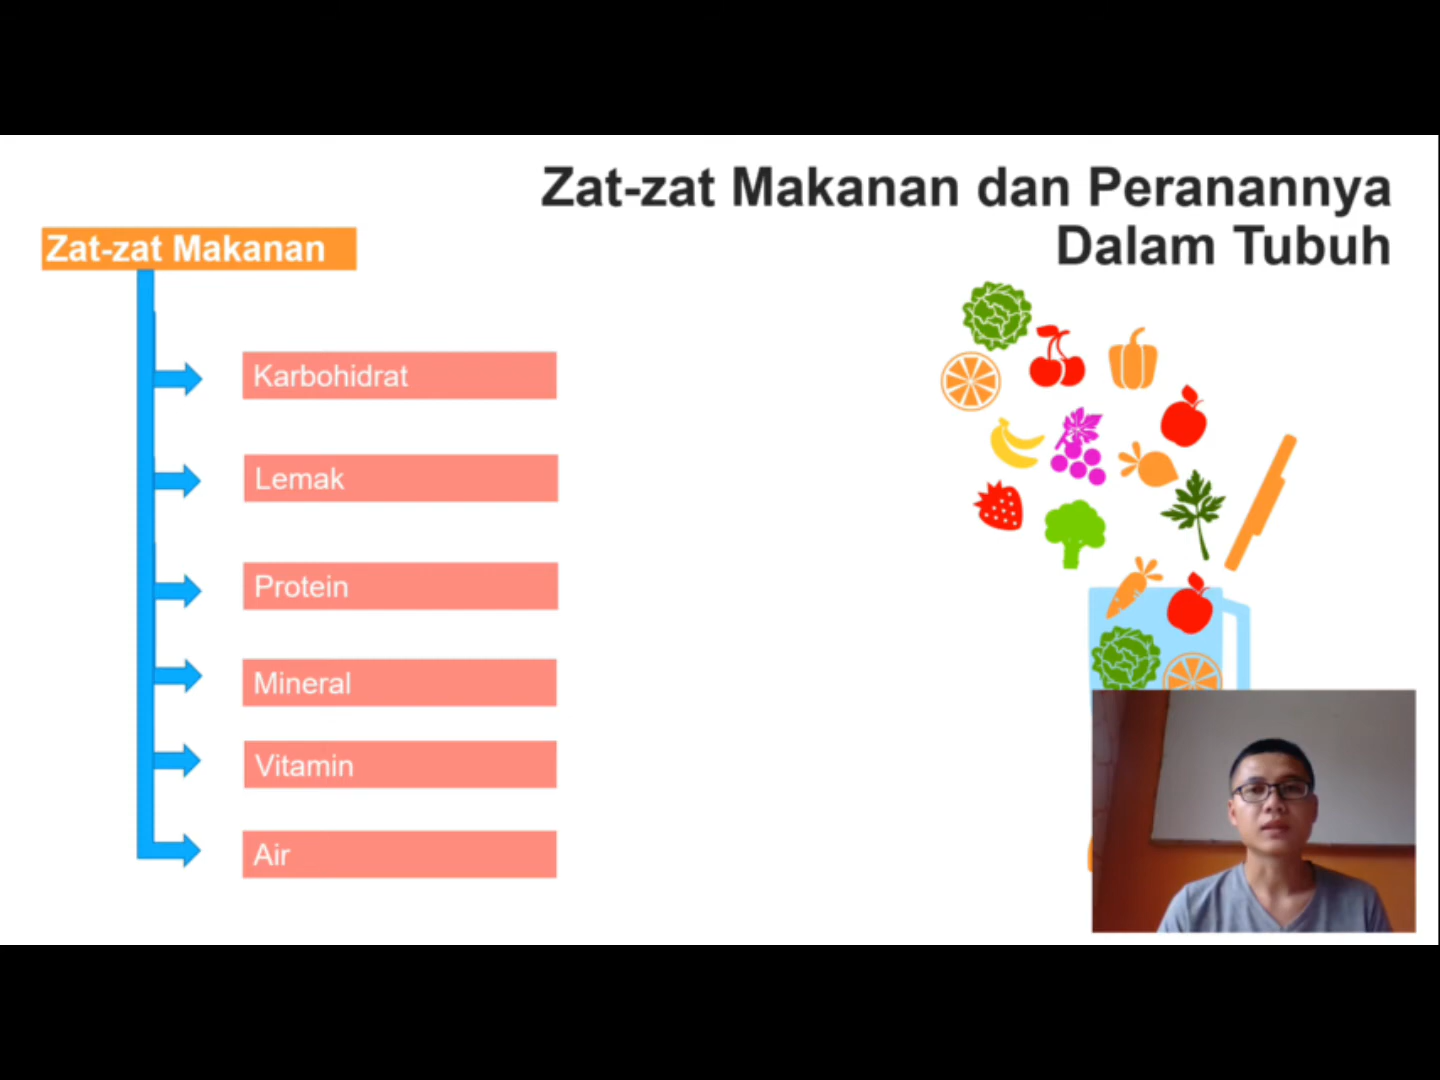 Zat-zat Makanan dan Peranannya
Dalam Tubuh
Zat-zat Makanan
Karbohidrat
Lemak
Protein
Mineral
Vitamin
Air